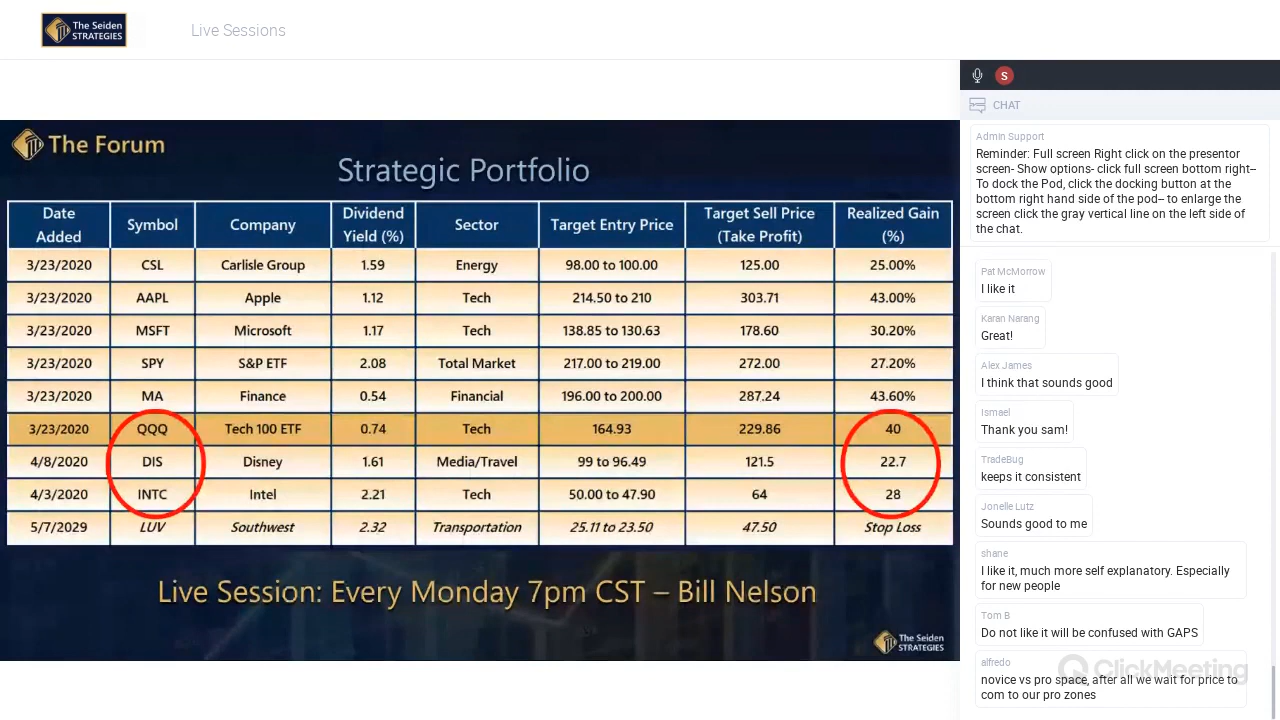 The Seiden
STRATEGIES
Live Sessions
The Forum
Strategic Portfolio
Date Added Symbol Company Dividend Yield (%) Sector Target Entry Price Target Sell Price (Take Profit) Realized Gain (%)
3/23/2020 CSL Carlisle Group 1.59 Energy 98.00 to 100.00 125.00 25.00%
3/23/2020 AAPL Apple 1.12 Tech 214.50 to 210 303.71 43.00%
3/23/2020 MSFT Microsoft 1.17 Tech 138.85 to 130.63 178.60 30.20%
3/23/2020 SPY S&P ETF 2.08 Total Market 217.00 to 219.00 272.00 27.20%
3/23/2020 MA Finance 0.54 Financial 196.00 to 200.00 287.24 43.60%
3/23/2020 QQQ Tech 100 ETF 0.74 Tech 164.93 229.86 40
4/8/2020 DIS Disney 1.61 Media/Travel 99 to 96.49 121.5 22.7
4/3/2020 INTC Intel 2.21 Tech 50.00 to 47.90 64 28
5/7/2029 LUV Southwest 2.32 Transportation 25.11 to 23.50 47.50 Stop Loss
Live Session: Every Monday 7pm CST – Bill Nelson
The Seiden
STRATEGIES
S
CHAT
Admin Support
Reminder: Full screen Right click on the presentor
screen- Show options- click full screen bottom right--
To dock the Pod, click the docking button at the
bottom right hand side of the pod-- to enlarge the
screen click the gray vertical line on the left side of
the chat.
Pat McMorrow
I like it
Karan Narang
Great!
Alex James
I think that sounds good
Ismael
Thank you sam!
TradeBug
keeps it consistent
Jonelle Lutz
Sounds good to me
shane
I like it, much more self explanatory. Especially
for new people
Tom B
Do not like it will be confused with GAPS
alfredo
novice vs pro space, after all we wait for price to
com to our pro zones
ClickMeeting